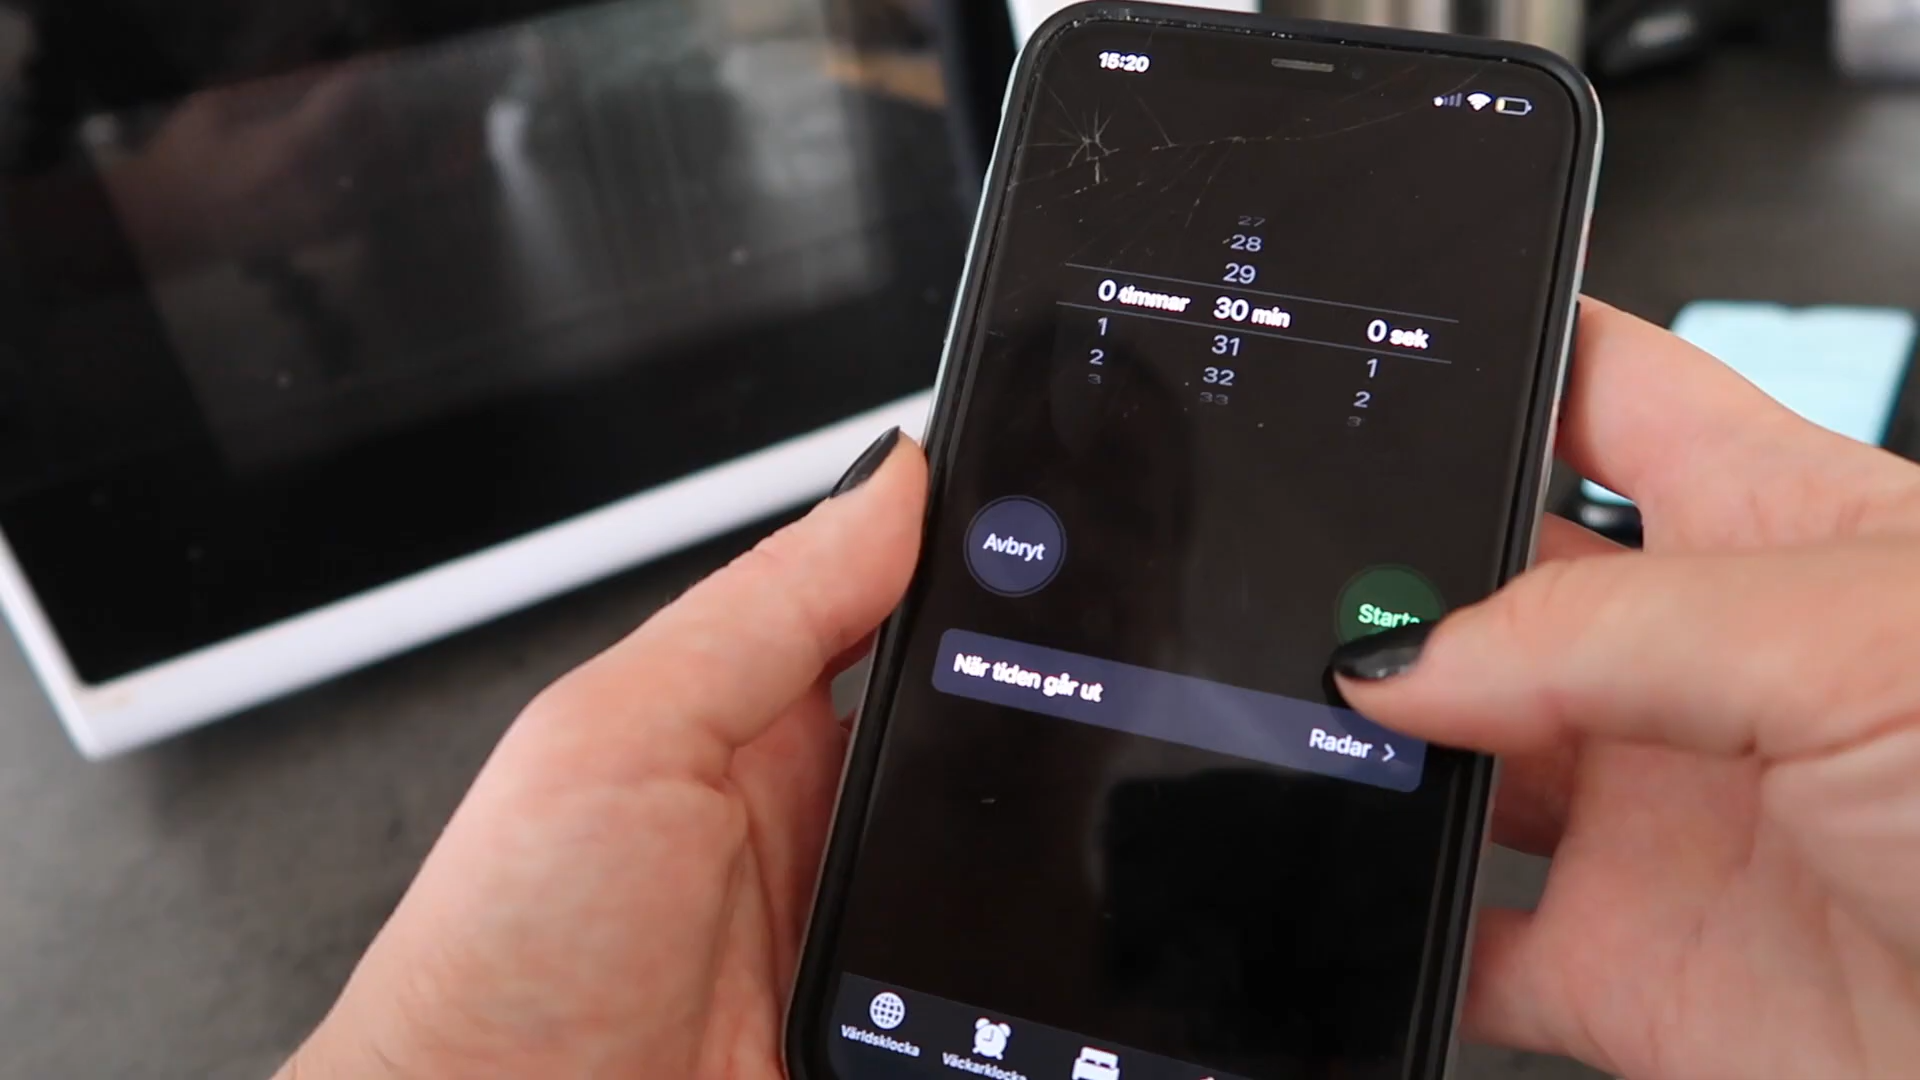 15:20
27
28
29
0 timmar 30 min 0 sek
1 31 1
2 32 2
3 33 3
Avbryt
Starta
När tiden går ut
Radar >
Världsklocka
Väckarklocka